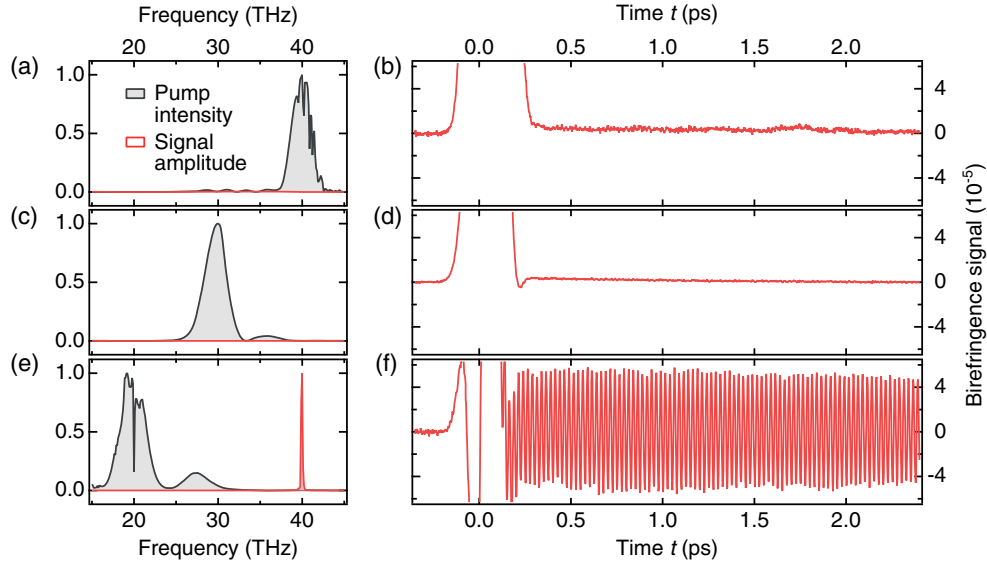 Frequency (THz)
20 30 40
Time t (ps)
0.0 0.5 1.0 1.5 2.0
(a)
1.0
0.5
0.0
Pump
intensity
Signal
amplitude
(b)
4
0
-4
(c)
1.0
0.5
0.0
(d)
4
0
-4
(e)
1.0
0.5
0.0
(f)
4
0
-4
Birefringence signal (10-5)
20 30 40
Frequency (THz)
0.0 0.5 1.0 1.5 2.0
Time t (ps)